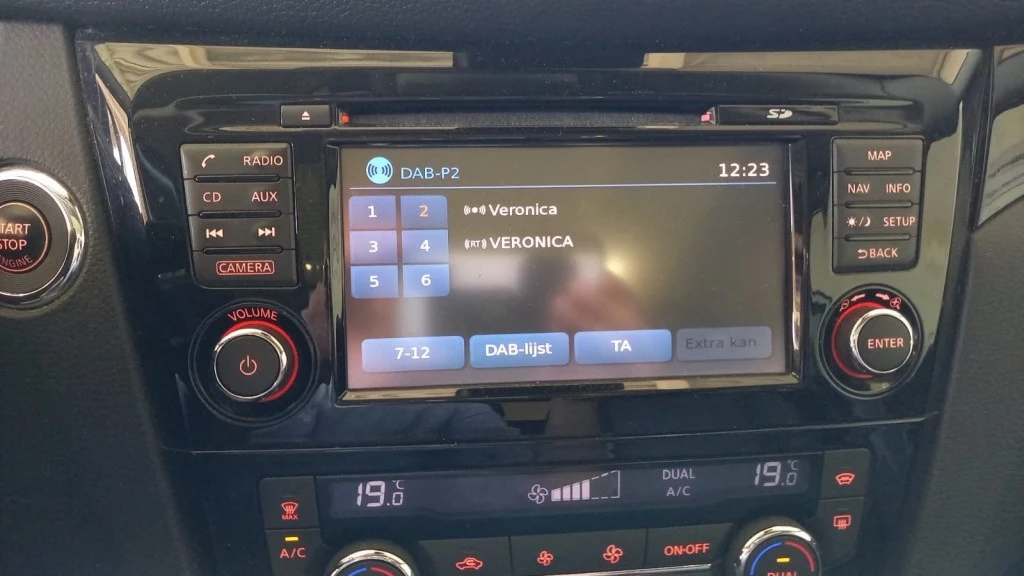 SD
RADIO
CD AUX
CAMERA
VOLUME
START
STOP
ENGINE
DAB-P2 12:23
1 2
3 4
5 6
Veronica
(RT) VERONICA
7-12 DAB-lijst TA Extra kan.
MAP
NAV INFO
SETUP
BACK
ENTER
19.0 °C
DUAL
A/C
19.0 °C
MAX
A/C
ON-OFF
DUAL